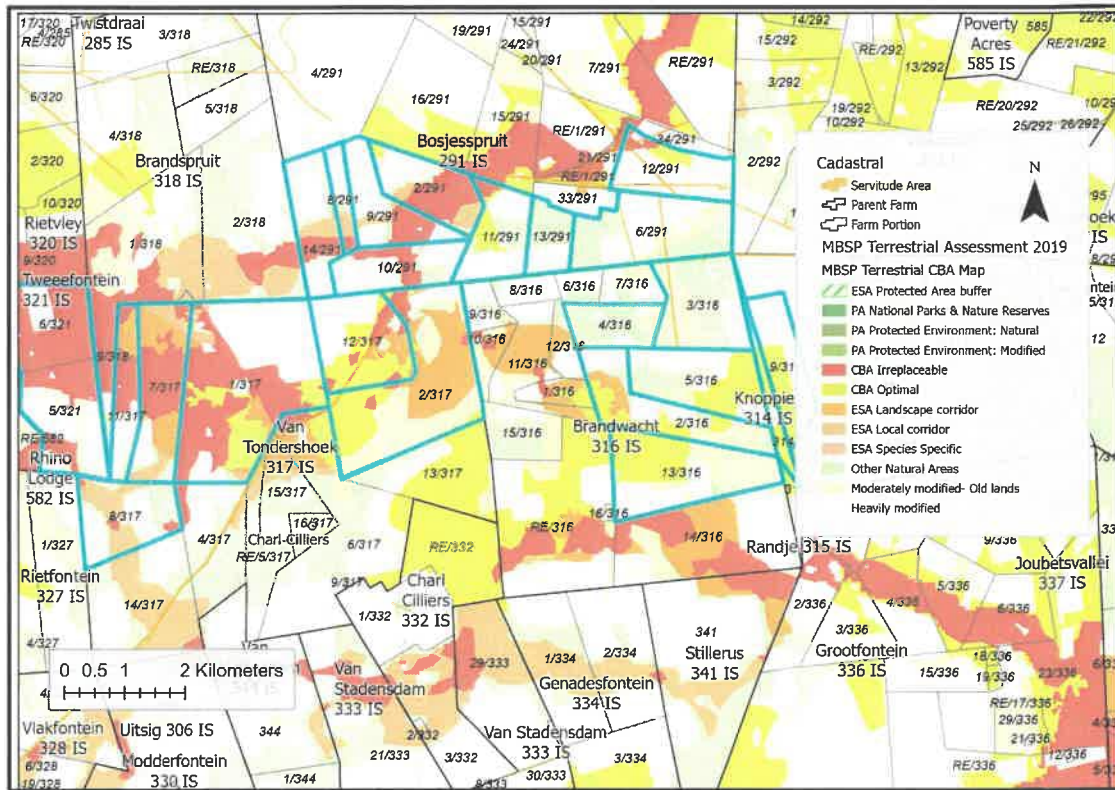 17/320
4/285
RE/320
Twistdraai
285 IS
3/318
RE/318
5/318
6/320
4/318
2/320
Brandspruit
318 IS
10/320
2/318
Rietvley
320 IS
1/318
9/320
Tweeefontein
321 IS
6/321
9/318
7/317
11/317
1/317
5/321
Rhino
Lodge
582 IS
8/317
1/327
Rietfontein
327 IS
14/317
4/327
4/317
Van
Tondershoek
317 IS
15/317
16/317
Charl-Cilliers
RE/5/317
6/317
9/317
19/291
15/291
24/291
20/291
4/291
7/291
RE/291
16/291
15/291
RE/1/291
Bosjesspruit
291 IS
21/291
RE/1/291
24/291
12/291
2/291
8/291
9/291
33/291
14/291
11/291
13/291
6/291
10/291
8/316
6/316
7/316
9/316
3/316
10/316
12/317
4/316
11/316
2/317
1/316
5/316
Brandwacht
316 IS
2/316
Knoppie
314 IS
9/31
314
15/316
13/317
13/316
16/316
RE/316
14/316
RE/332
Randje
315 IS
14/292
15/292
RE/292
13/292
3/292
19/292
10/292
2/292
Poverty
Acres
585 IS
585
22/292
RE/21/292
RE/20/292
25/292
26/292
Cadastral
Servitude Area
Parent Farm
Farm Portion
MBSP Terrestrial Assessment 2019
MBSP Terrestrial CBA Map
ESA Protected Area buffer
PA National Parks & Nature Reserves
PA Protected Environment: Natural
PA Protected Environment: Modified
CBA Irreplaceable
CBA Optimal
ESA Landscape corridor
ESA Local corridor
ESA Species Specific
Other Natural Areas
Moderately modified- Old lands
Heavily modified
N
12
9/336
Joubetsvallei
337 IS
5/336
4/336
6/336
2/336
3/336
Grootfontein
336 IS
15/336
18/336
19/336
23/336
RE/17/336
29/336
21/336
12/336
RE/336
Charl
Cilliers
332 IS
1/332
29/333
1/334
2/334
341
Stillerus
341 IS
Genadesfontein
334 IS
Van
Stadensdam
333 IS
2/332
Van Stadensdam
333 IS
21/333
3/332
30/333
3/334
8/333
344
1/344
0 0.5 1 2 Kilometers
Vlakfontein
328 IS
6/328
19/328
Uitsig 306 IS
Modderfontein
330 IS